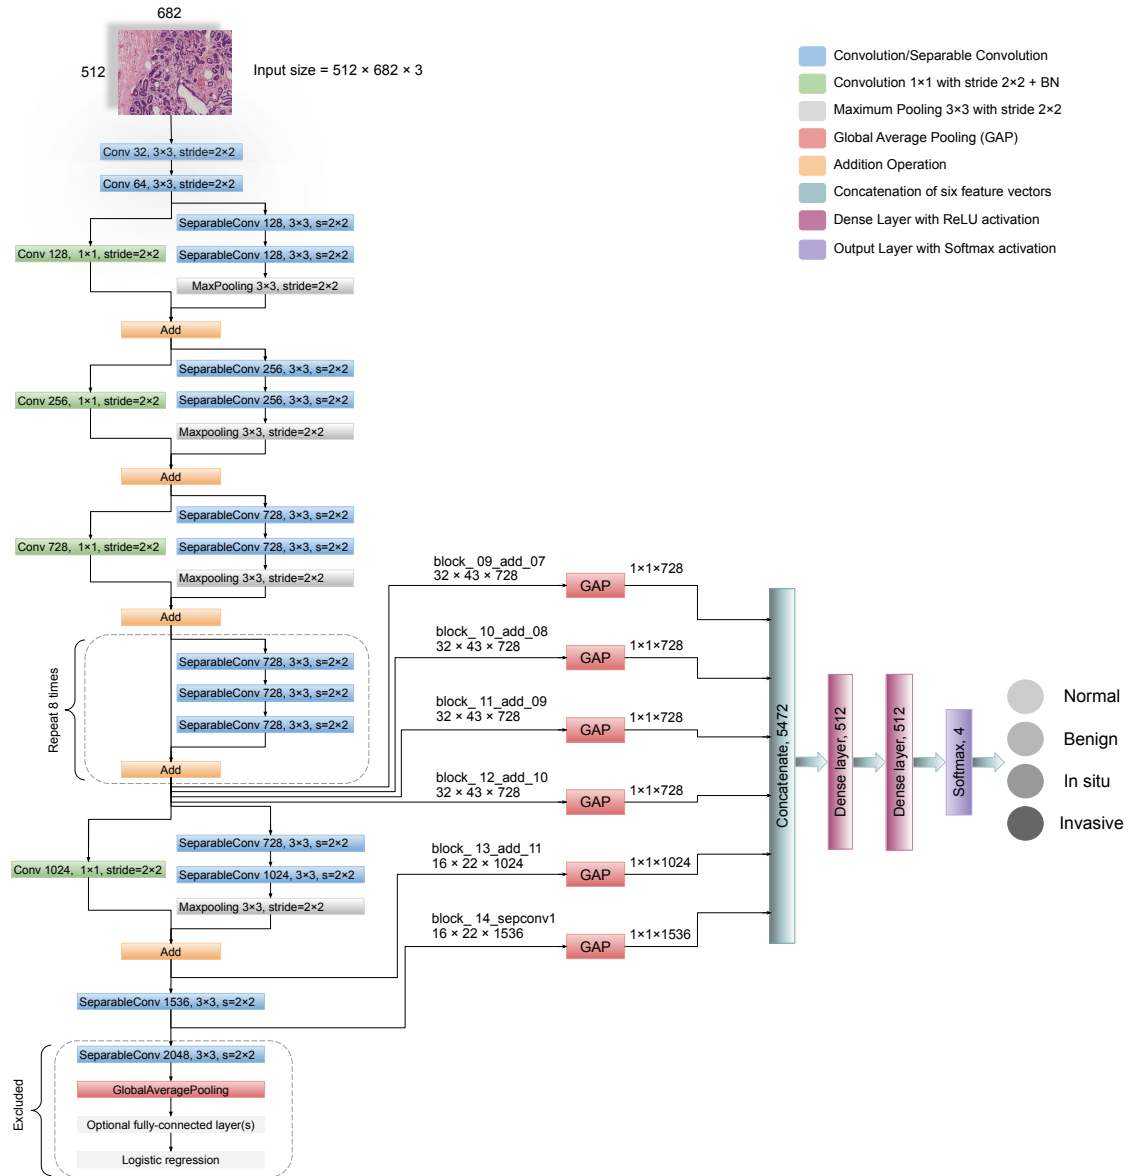 682
512
Input size = 512 × 682 × 3
Convolution/Separable Convolution
Convolution 1×1 with stride 2×2 + BN
Maximum Pooling 3×3 with stride 2×2
Global Average Pooling (GAP)
Addition Operation
Concatenation of six feature vectors
Dense Layer with ReLU activation
Output Layer with Softmax activation
Conv 32, 3×3, stride=2×2
Conv 64, 3×3, stride=2×2
SeparableConv 128, 3×3, s=2×2
Conv 128, 1×1, stride=2×2
SeparableConv 128, 3×3, s=2×2
MaxPooling 3×3, stride=2×2
Add
SeparableConv 256, 3×3, s=2×2
Conv 256, 1×1, stride=2×2
SeparableConv 256, 3×3, s=2×2
Maxpooling 3×3, stride=2×2
Add
SeparableConv 728, 3×3, s=2×2
Conv 728, 1×1, stride=2×2
SeparableConv 728, 3×3, s=2×2
Maxpooling 3×3, stride=2×2
Add
Repeat 8 times
SeparableConv 728, 3×3, s=2×2
SeparableConv 728, 3×3, s=2×2
SeparableConv 728, 3×3, s=2×2
Add
SeparableConv 728, 3×3, s=2×2
Conv 1024, 1×1, stride=2×2
SeparableConv 1024, 3×3, s=2×2
Maxpooling 3×3, stride=2×2
Add
SeparableConv 1536, 3×3, s=2×2
Excluded
SeparableConv 2048, 3×3, s=2×2
GlobalAveragePooling
Optional fully-connected layer(s)
Logistic regression
block_ 09_add_07
32 × 43 × 728
GAP
1×1×728
block_ 10_add_08
32 × 43 × 728
GAP
1×1×728
block_ 11_add_09
32 × 43 × 728
GAP
1×1×728
block_ 12_add_10
32 × 43 × 728
GAP
1×1×728
block_ 13_add_11
16 × 22 × 1024
GAP
1×1×1024
block_ 14_sepconv1
16 × 22 × 1536
GAP
1×1×1536
Concatenate, 5472
Dense layer, 512
Dense layer, 512
Softmax, 4
Normal
Benign
In situ
Invasive